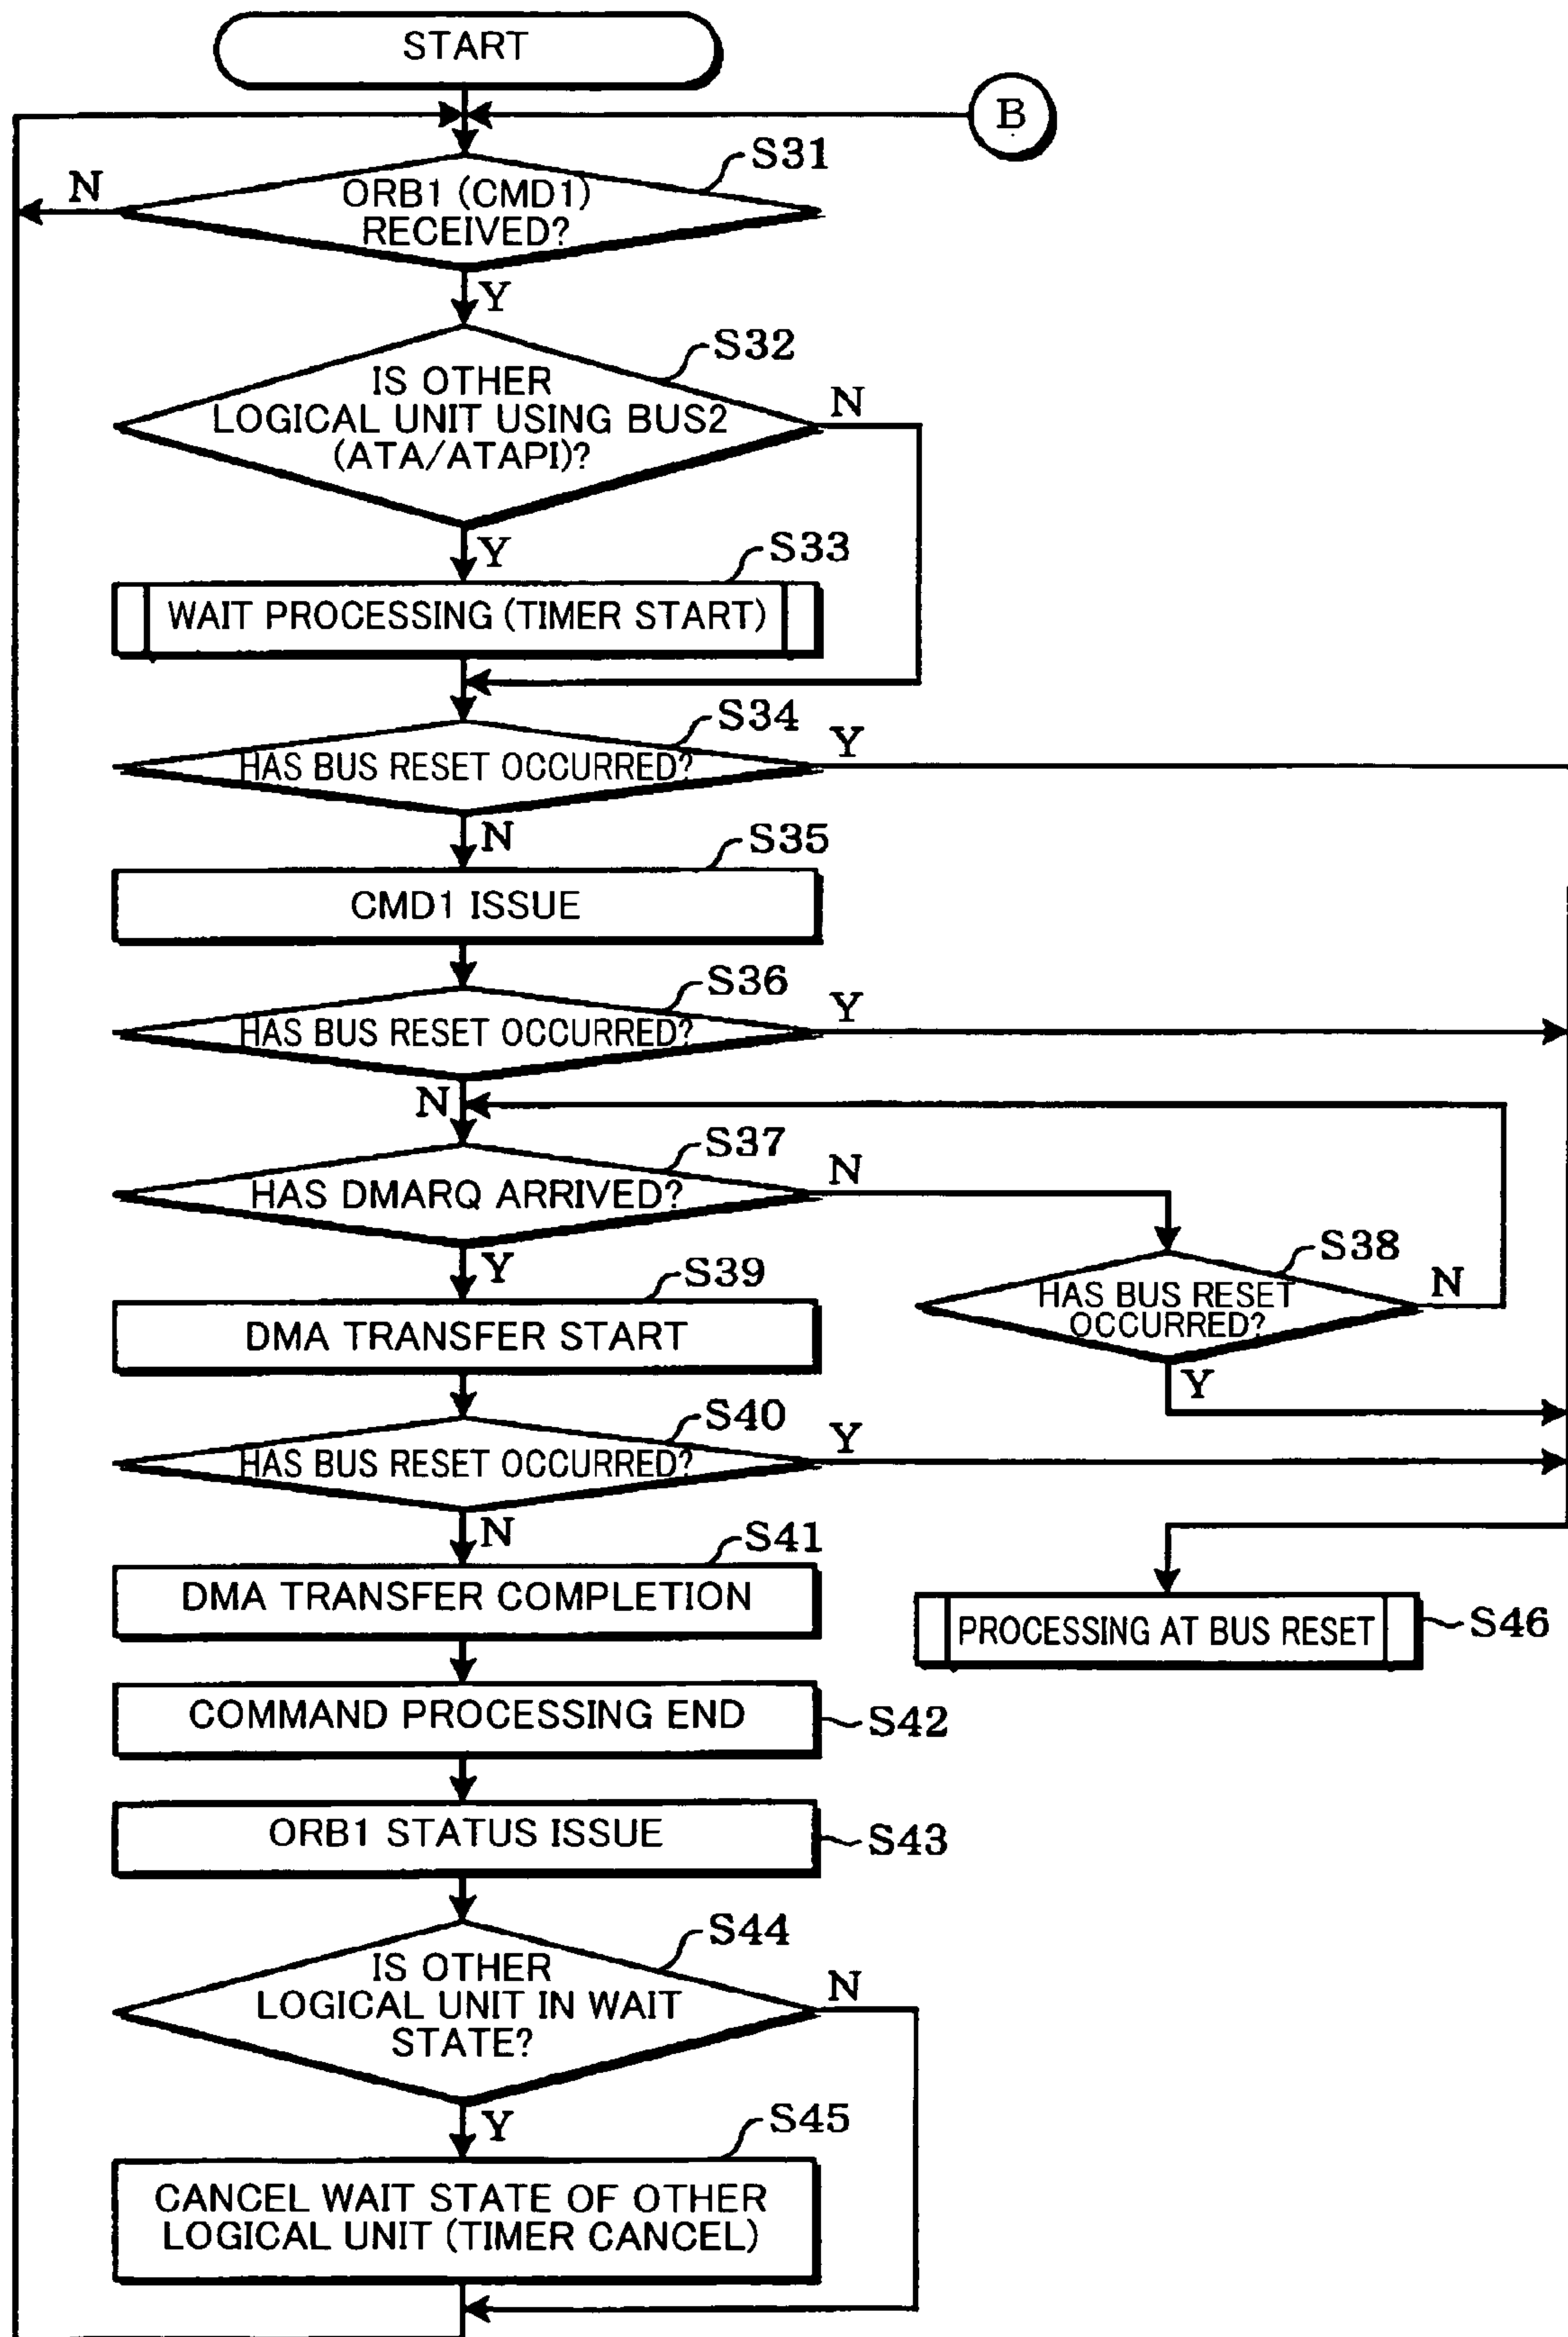 START
B
S31
N
ORB1 (CMD1)
RECEIVED?
Y
S32
IS OTHER
LOGICAL UNIT USING BUS2
(ATA/ATAPI)?
N
Y
S33
WAIT PROCESSING (TIMER START)
S34
HAS BUS RESET OCCURRED?
Y
N
S35
CMD1 ISSUE
S36
HAS BUS RESET OCCURRED?
Y
N
S37
HAS DMARQ ARRIVED?
N
Y
S38
HAS BUS RESET
OCCURRED?
N
Y
S39
DMA TRANSFER START
S40
HAS BUS RESET OCCURRED?
Y
N
S41
DMA TRANSFER COMPLETION
PROCESSING AT BUS RESET
S46
COMMAND PROCESSING END
S42
ORB1 STATUS ISSUE
S43
S44
IS OTHER
LOGICAL UNIT IN WAIT
STATE?
N
Y
S45
CANCEL WAIT STATE OF OTHER
LOGICAL UNIT (TIMER CANCEL)